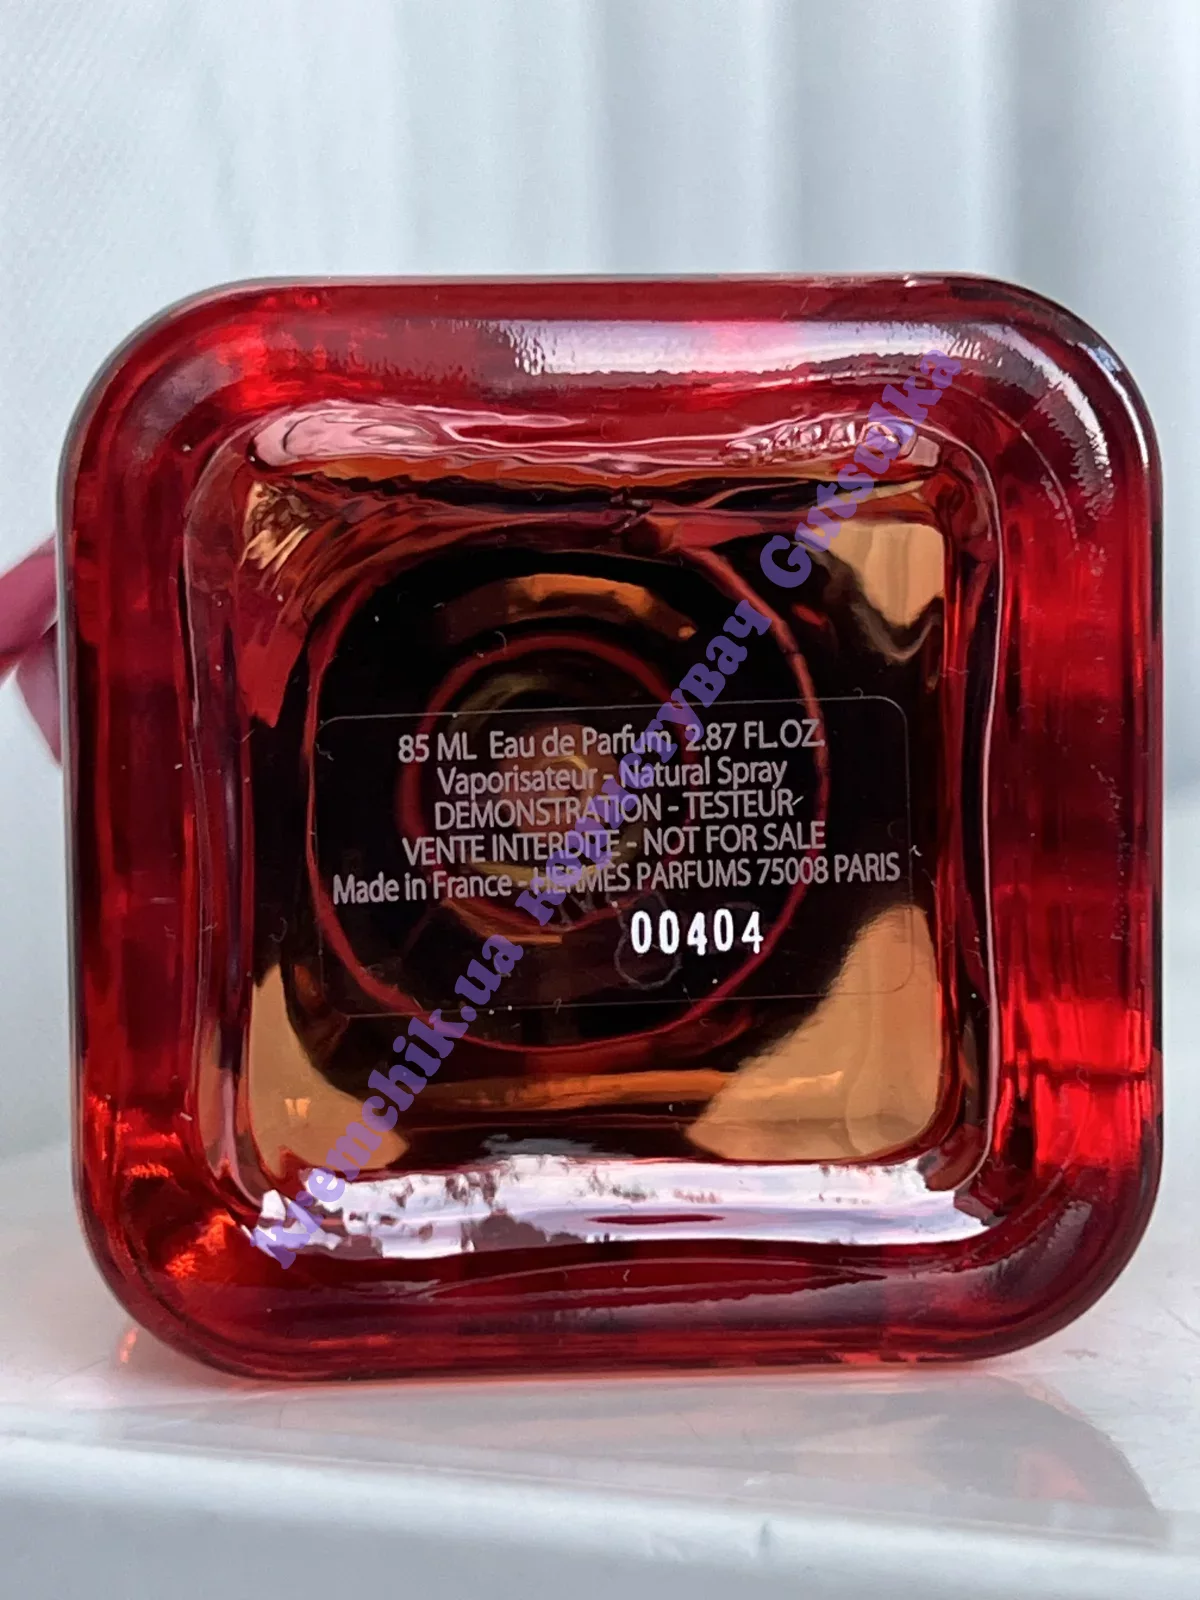 85 ML Eau de Parfum 2.87 FL.OZ.
Vaporisateur - Natural Spray
DEMONSTRATION - TESTEUR
VENTE INTERDITE - NOT FOR SALE
Made in France - HERMÈS PARFUMS 75008 PARIS
00404
kremchik.ua користувач Gutsulka